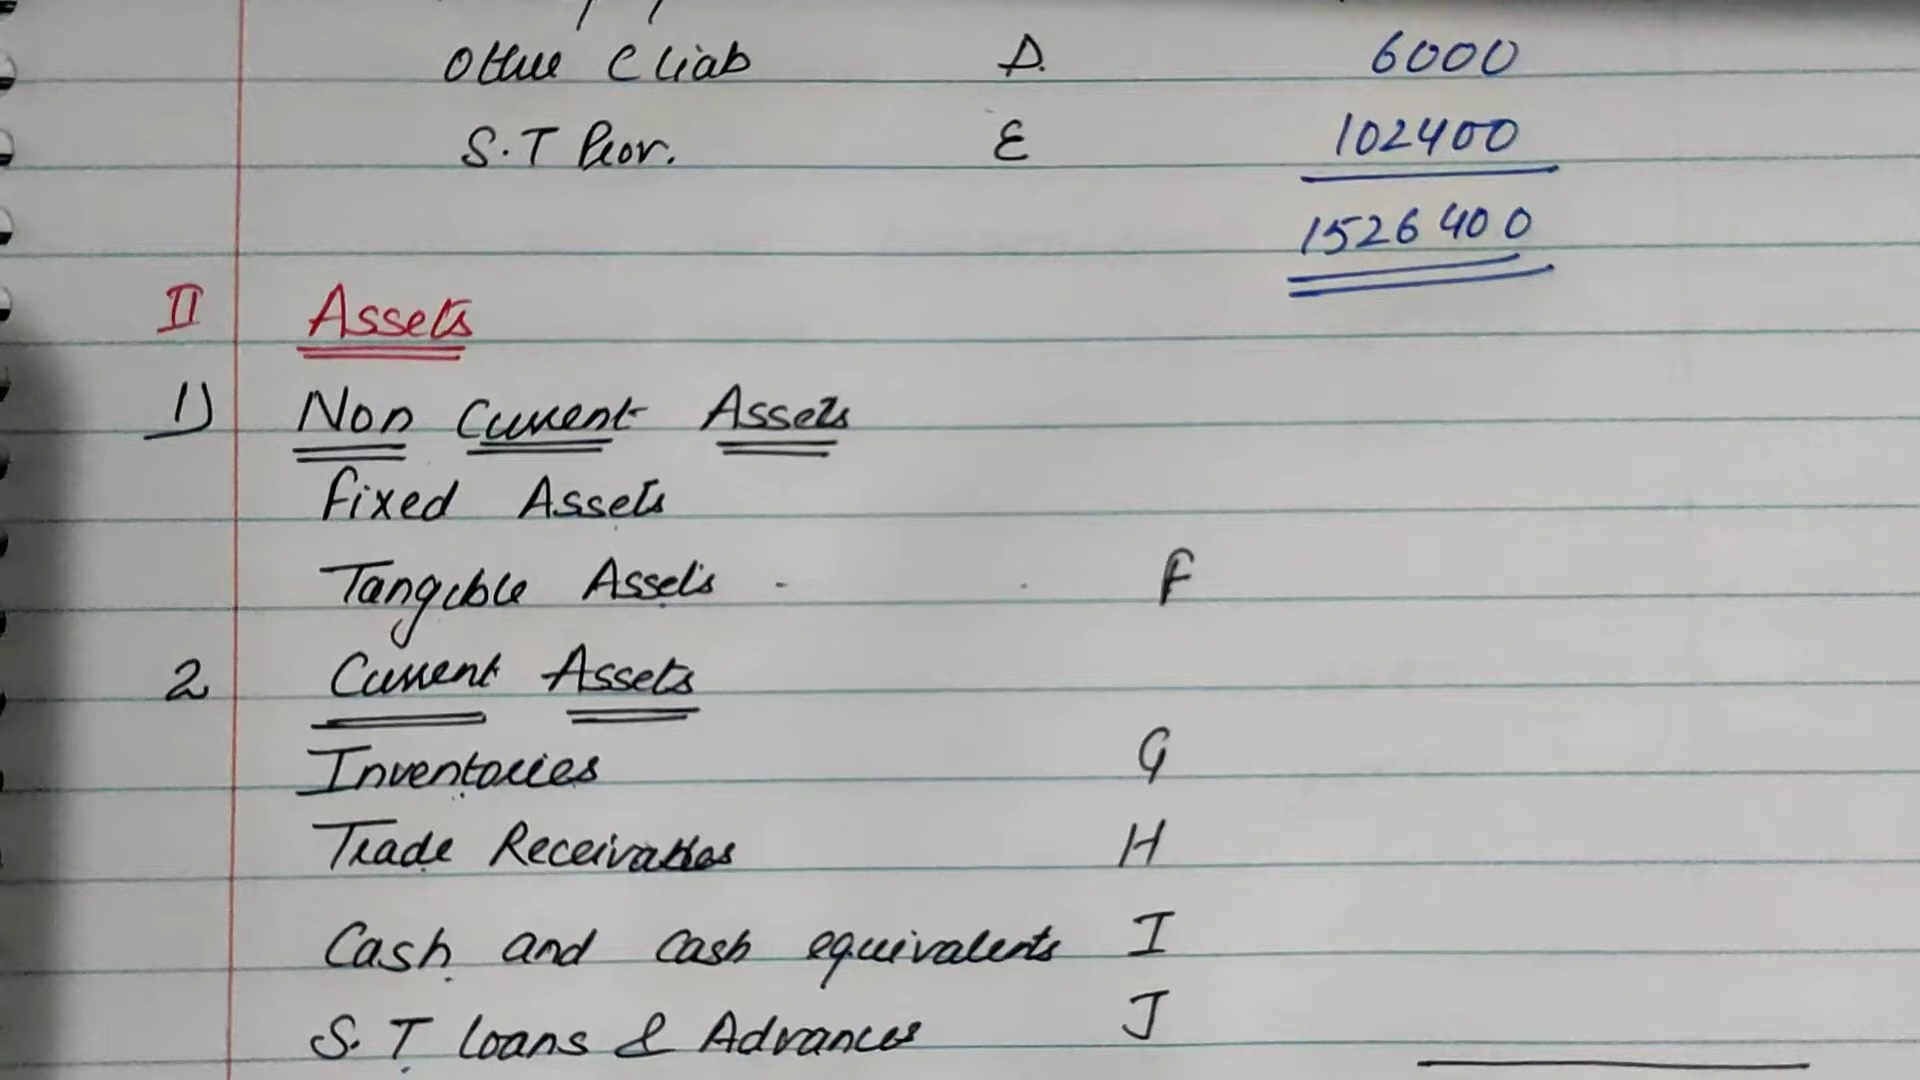 Other C liab D. 6000
S.T Prov. E 102400
1526400
II Assets
1) Non Current Assets
Fixed Assets
Tangible Assets - F
2 Current Assets
Inventories G
Trade Receivables H
Cash and cash equivalents I
S. T loans & Advances J